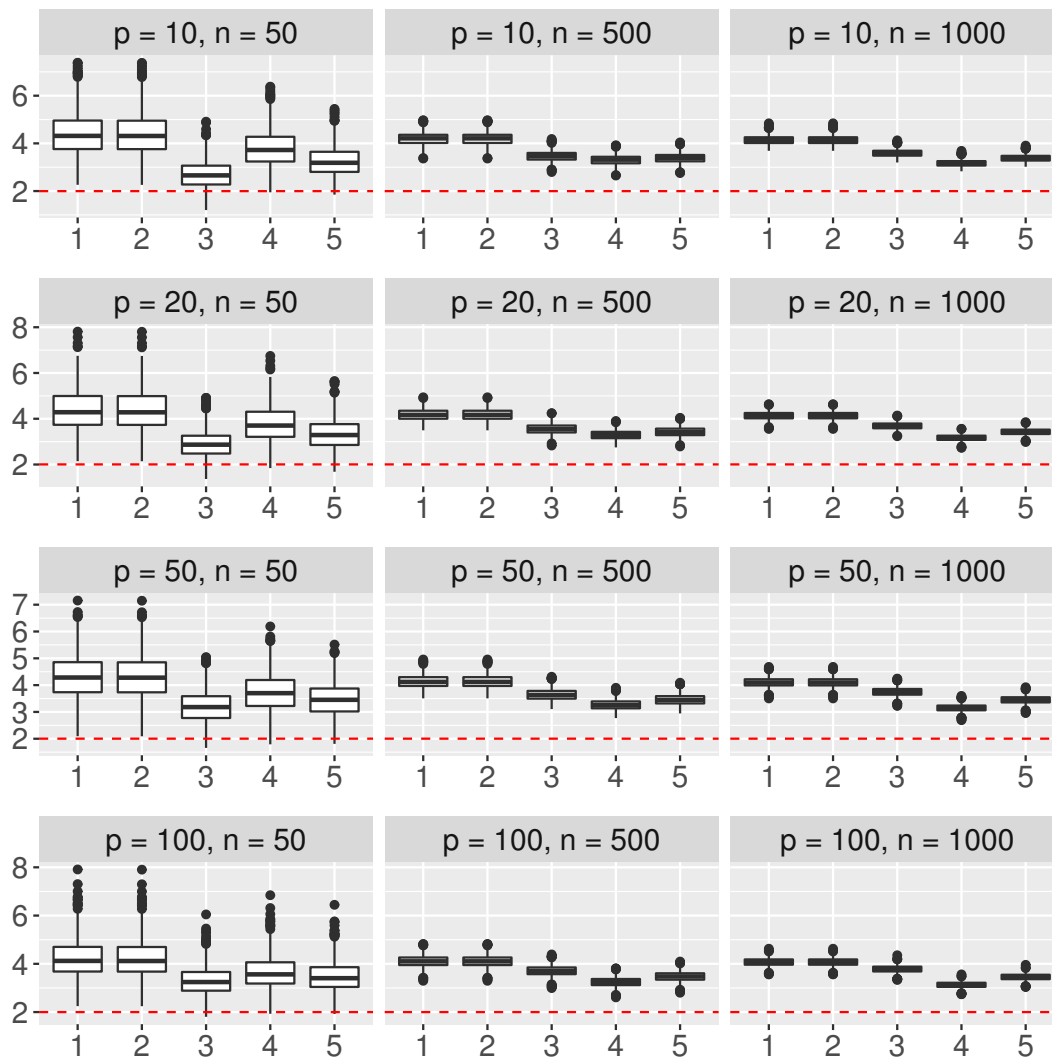 p = 10, n = 50 p = 10, n = 500 p = 10, n = 1000
6
4
2
1 2 3 4 5 1 2 3 4 5 1 2 3 4 5
p = 20, n = 50 p = 20, n = 500 p = 20, n = 1000
8
6
4
2
1 2 3 4 5 1 2 3 4 5 1 2 3 4 5
p = 50, n = 50 p = 50, n = 500 p = 50, n = 1000
7
6
5
4
3
2
1 2 3 4 5 1 2 3 4 5 1 2 3 4 5
p = 100, n = 50 p = 100, n = 500 p = 100, n = 1000
8
6
4
2
1 2 3 4 5 1 2 3 4 5 1 2 3 4 5